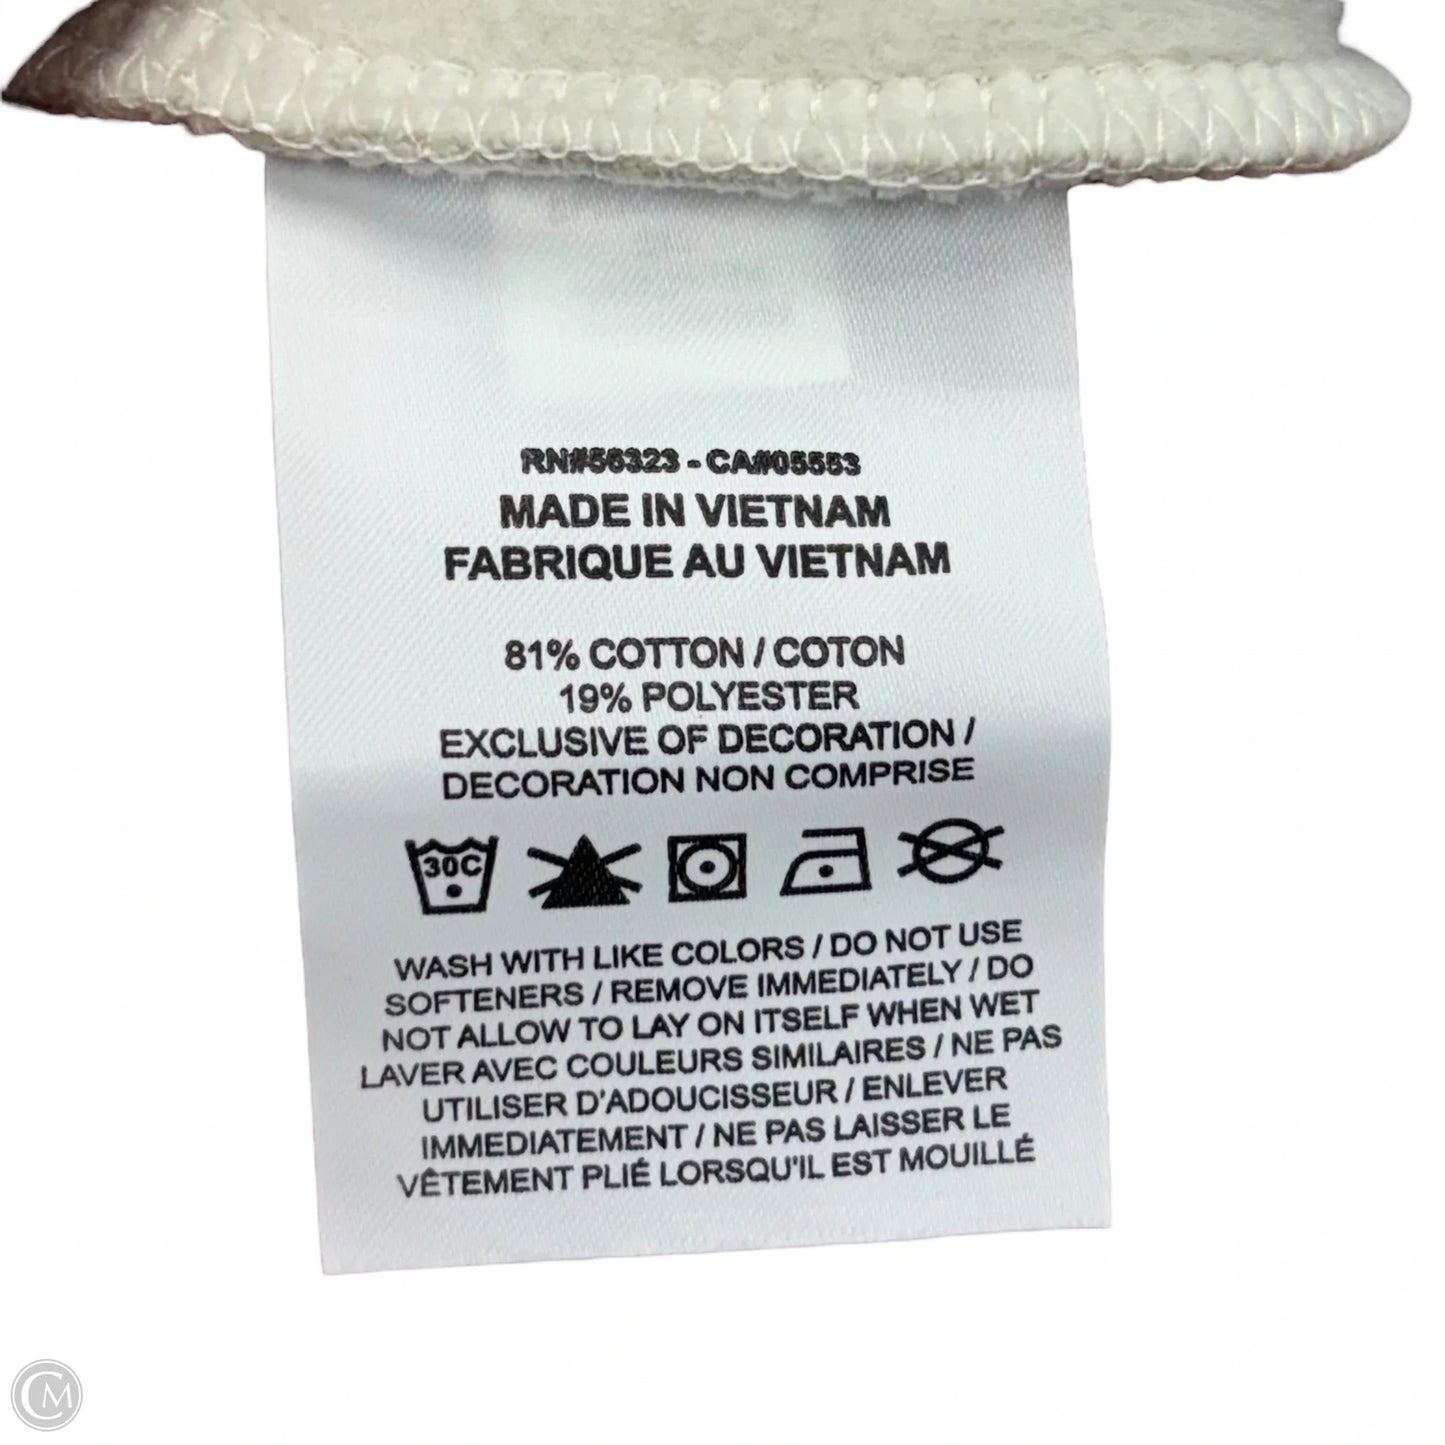 RN#56323 - CA#05553
MADE IN VIETNAM
FABRIQUE AU VIETNAM
81% COTTON / COTON
19% POLYESTER
EXCLUSIVE OF DECORATION /
DECORATION NON COMPRISE
30C
WASH WITH LIKE COLORS / DO NOT USE
SOFTENERS / REMOVE IMMEDIATELY / DO
NOT ALLOW TO LAY ON ITSELF WHEN WET
LAVER AVEC COULEURS SIMILAIRES / NE PAS
UTILISER D'ADOUCISSEUR / ENLEVER
IMMEDIATEMENT / NE PAS LAISSER LE
VÊTEMENT PLIÉ LORSQU'IL EST MOUILLÉ
CM